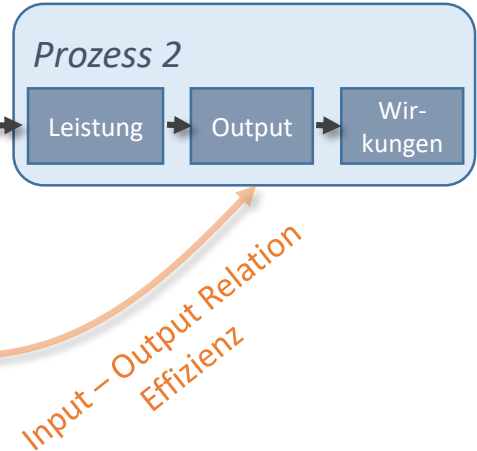 Prozess 2
Leistung
Output
Wir-
kungen
Input – Output Relation
Effizienz